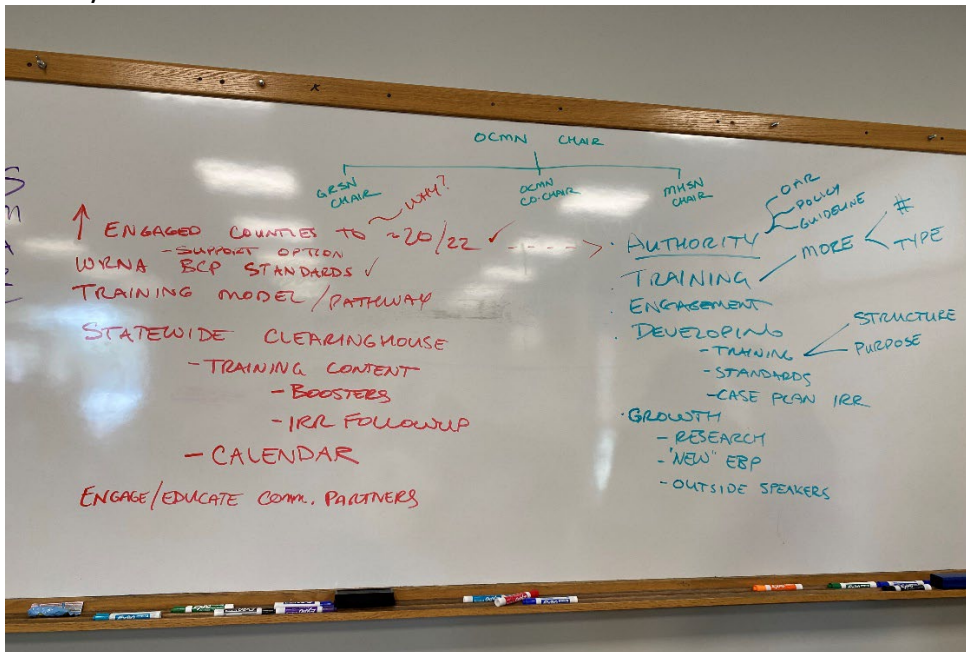 OCMN CHAIR
GRSN CHAIR
OCMN CO-CHAIR
MHSN CHAIR
↑ ENGAGED COUNTIES TO ~20/22 ✓
WHY?
- SUPPORT OPTION
WRNA BCP STANDARDS ✓
TRAINING MODEL/PATHWAY
STATEWIDE CLEARINGHOUSE
- TRAINING CONTENT
- BOOSTERS
- IRR FOLLOWUP
- CALENDAR
ENGAGE/EDUCATE COMM. PARTNERS
· AUTHORITY
OAR
POLICY
GUIDELINE
· TRAINING
MORE
#
TYPE
· ENGAGEMENT
· DEVELOPING
- TRAINING
STRUCTURE
PURPOSE
- STANDARDS
- CASE PLAN IRR
· GROWTH
- RESEARCH
- "NEW" EBP
- OUTSIDE SPEAKERS